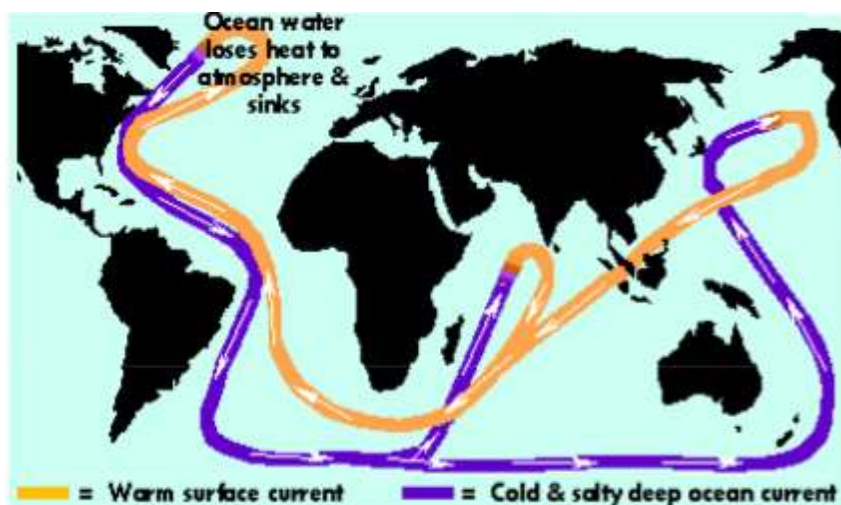 Ocean water
loses heat to
atmosphere &
sinks
= Warm surface current
= Cold & salty deep ocean current